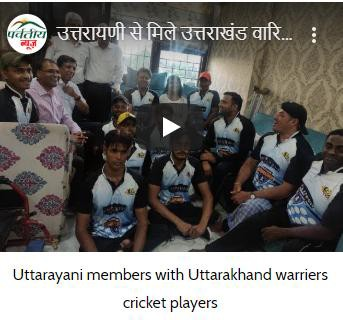 पर्वतीय
न्यूज़
उत्तरायणी से मिले उत्तराखंड वारि...
Uttarayani members with Uttarakhand warriers
cricket players